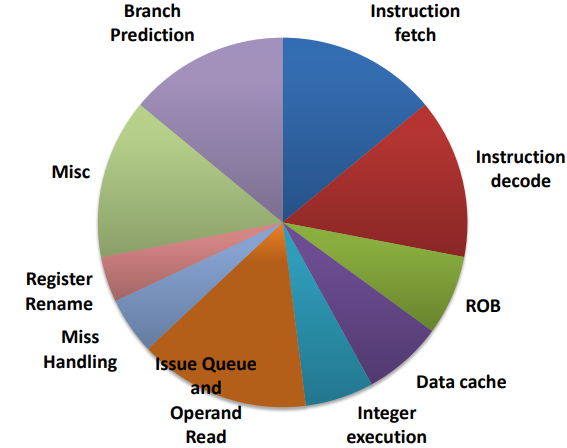 Branch
Prediction
Instruction
fetch
Instruction
decode
ROB
Data cache
Integer
execution
Issue Queue
and
Operand
Read
Miss
Handling
Register
Rename
Misc